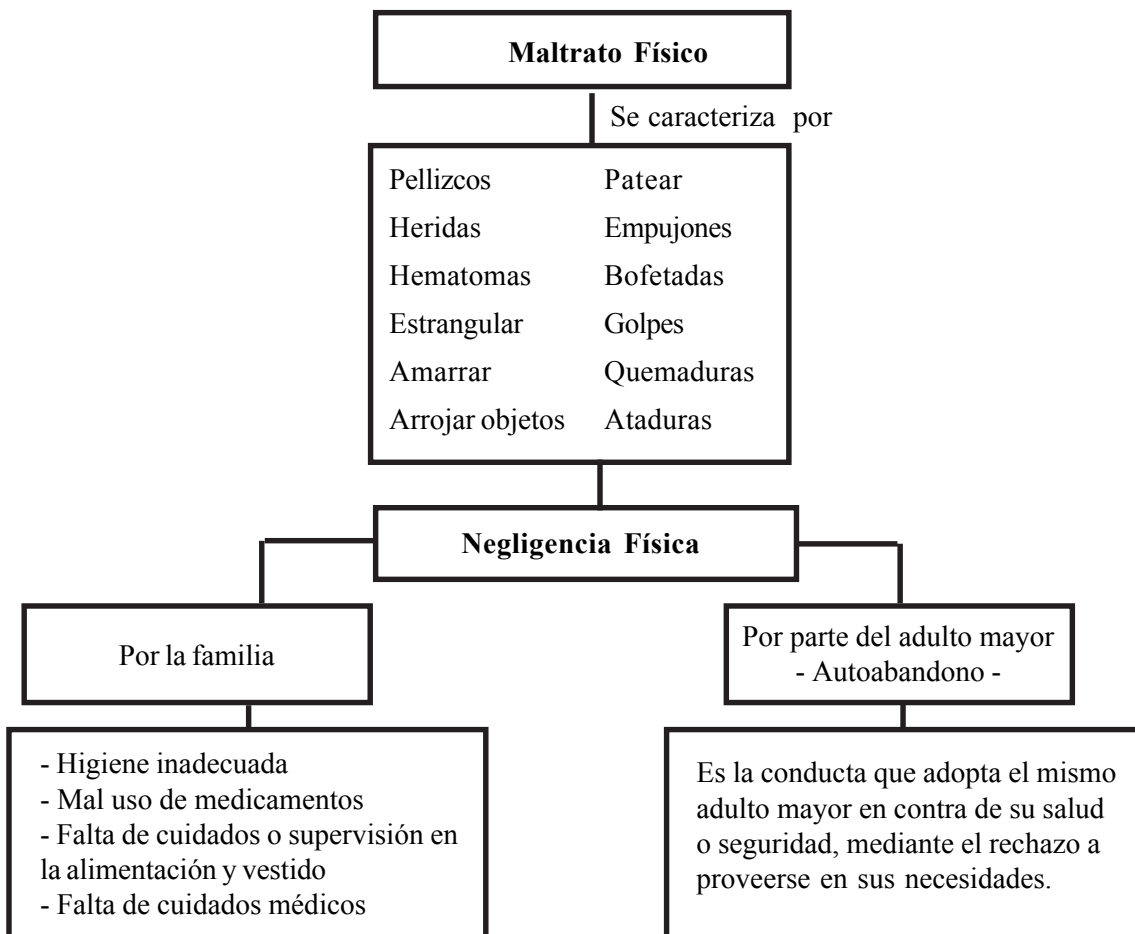 Maltrato Físico
Se caracteriza por
Pellizcos
Heridas
Hematomas
Estrangular
Amarrar
Arrojar objetos
Patear
Empujones
Bofetadas
Golpes
Quemaduras
Ataduras
Negligencia Física
Por la familia
- Higiene inadecuada
- Mal uso de medicamentos
- Falta de cuidados o supervisión en
la alimentación y vestido
- Falta de cuidados médicos
Por parte del adulto mayor
- Autoabandono -
Es la conducta que adopta el mismo
adulto mayor en contra de su salud
o seguridad, mediante el rechazo a
proveerse en sus necesidades.